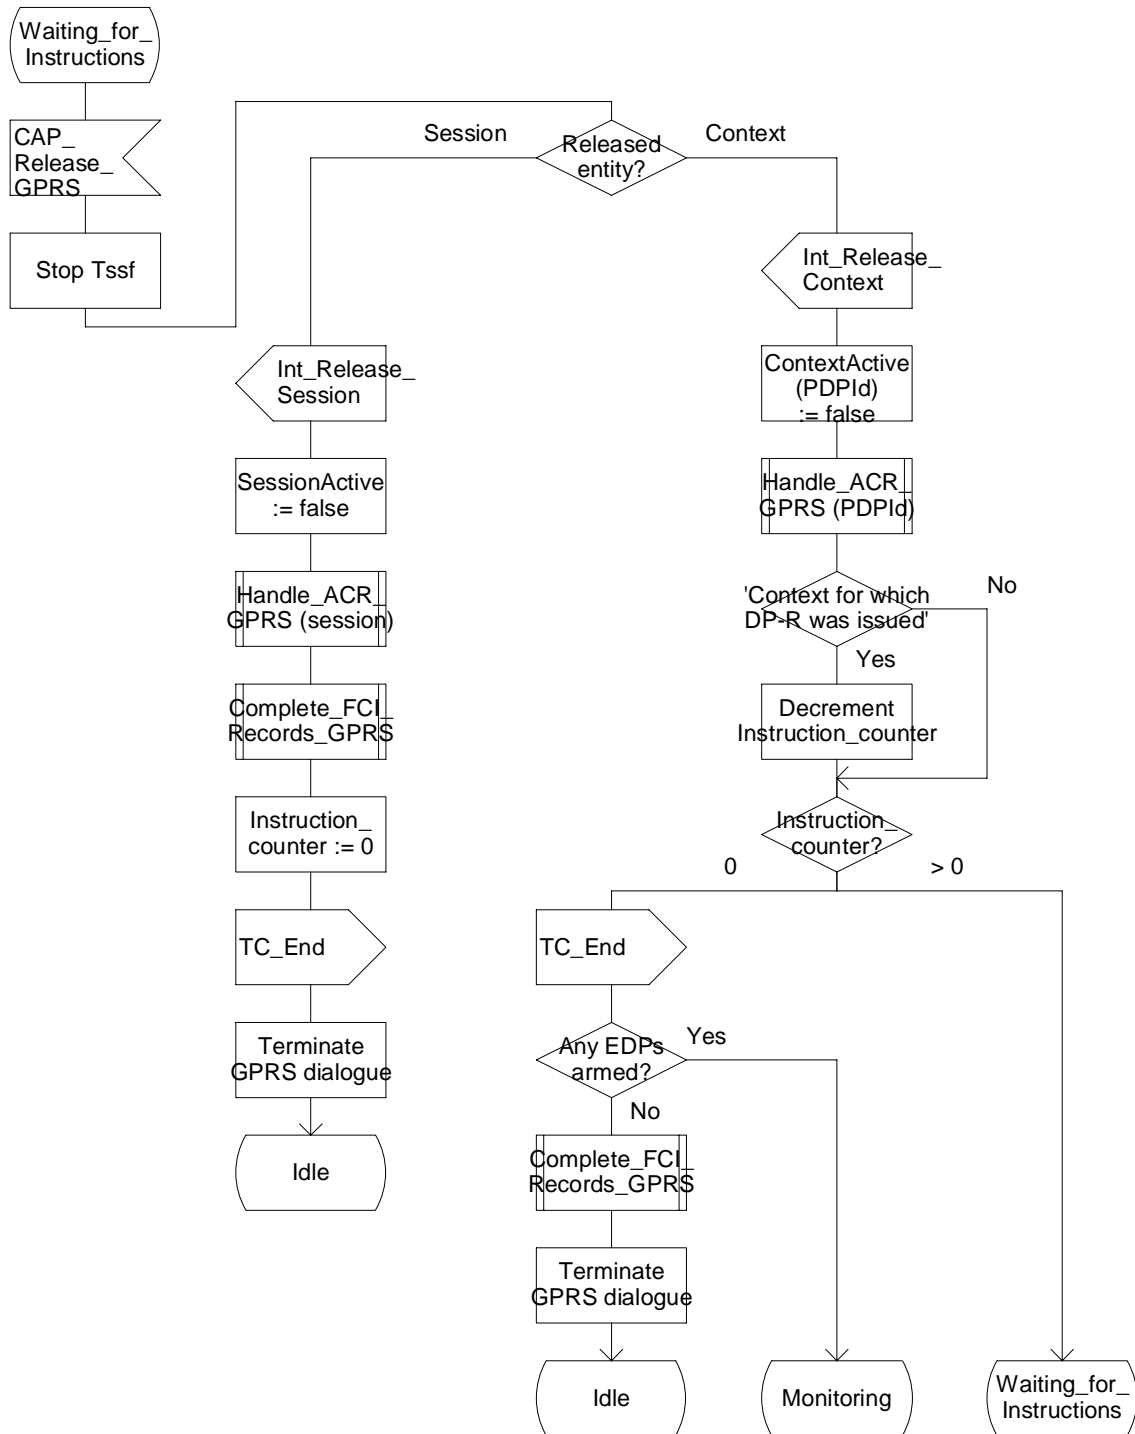 Waiting_for_
Instructions
CAP_
Release_
GPRS
Stop Tssf
Released
entity?
Session
Context
Int_Release_
Session
SessionActive
:= false
Handle_ACR_
GPRS (session)
Complete_FCI_
Records_GPRS
Instruction_
counter := 0
TC_End
Terminate
GPRS dialogue
Idle
Int_Release_
Context
ContextActive
(PDPId)
:= false
Handle_ACR_
GPRS (PDPId)
'Context for which
DP-R was issued'
No
Yes
Decrement
Instruction_counter
Instruction_
counter?
0
> 0
TC_End
Any EDPs
armed?
Yes
No
Complete_FCI_
Records_GPRS
Terminate
GPRS dialogue
Idle
Monitoring
Waiting_for_
Instructions